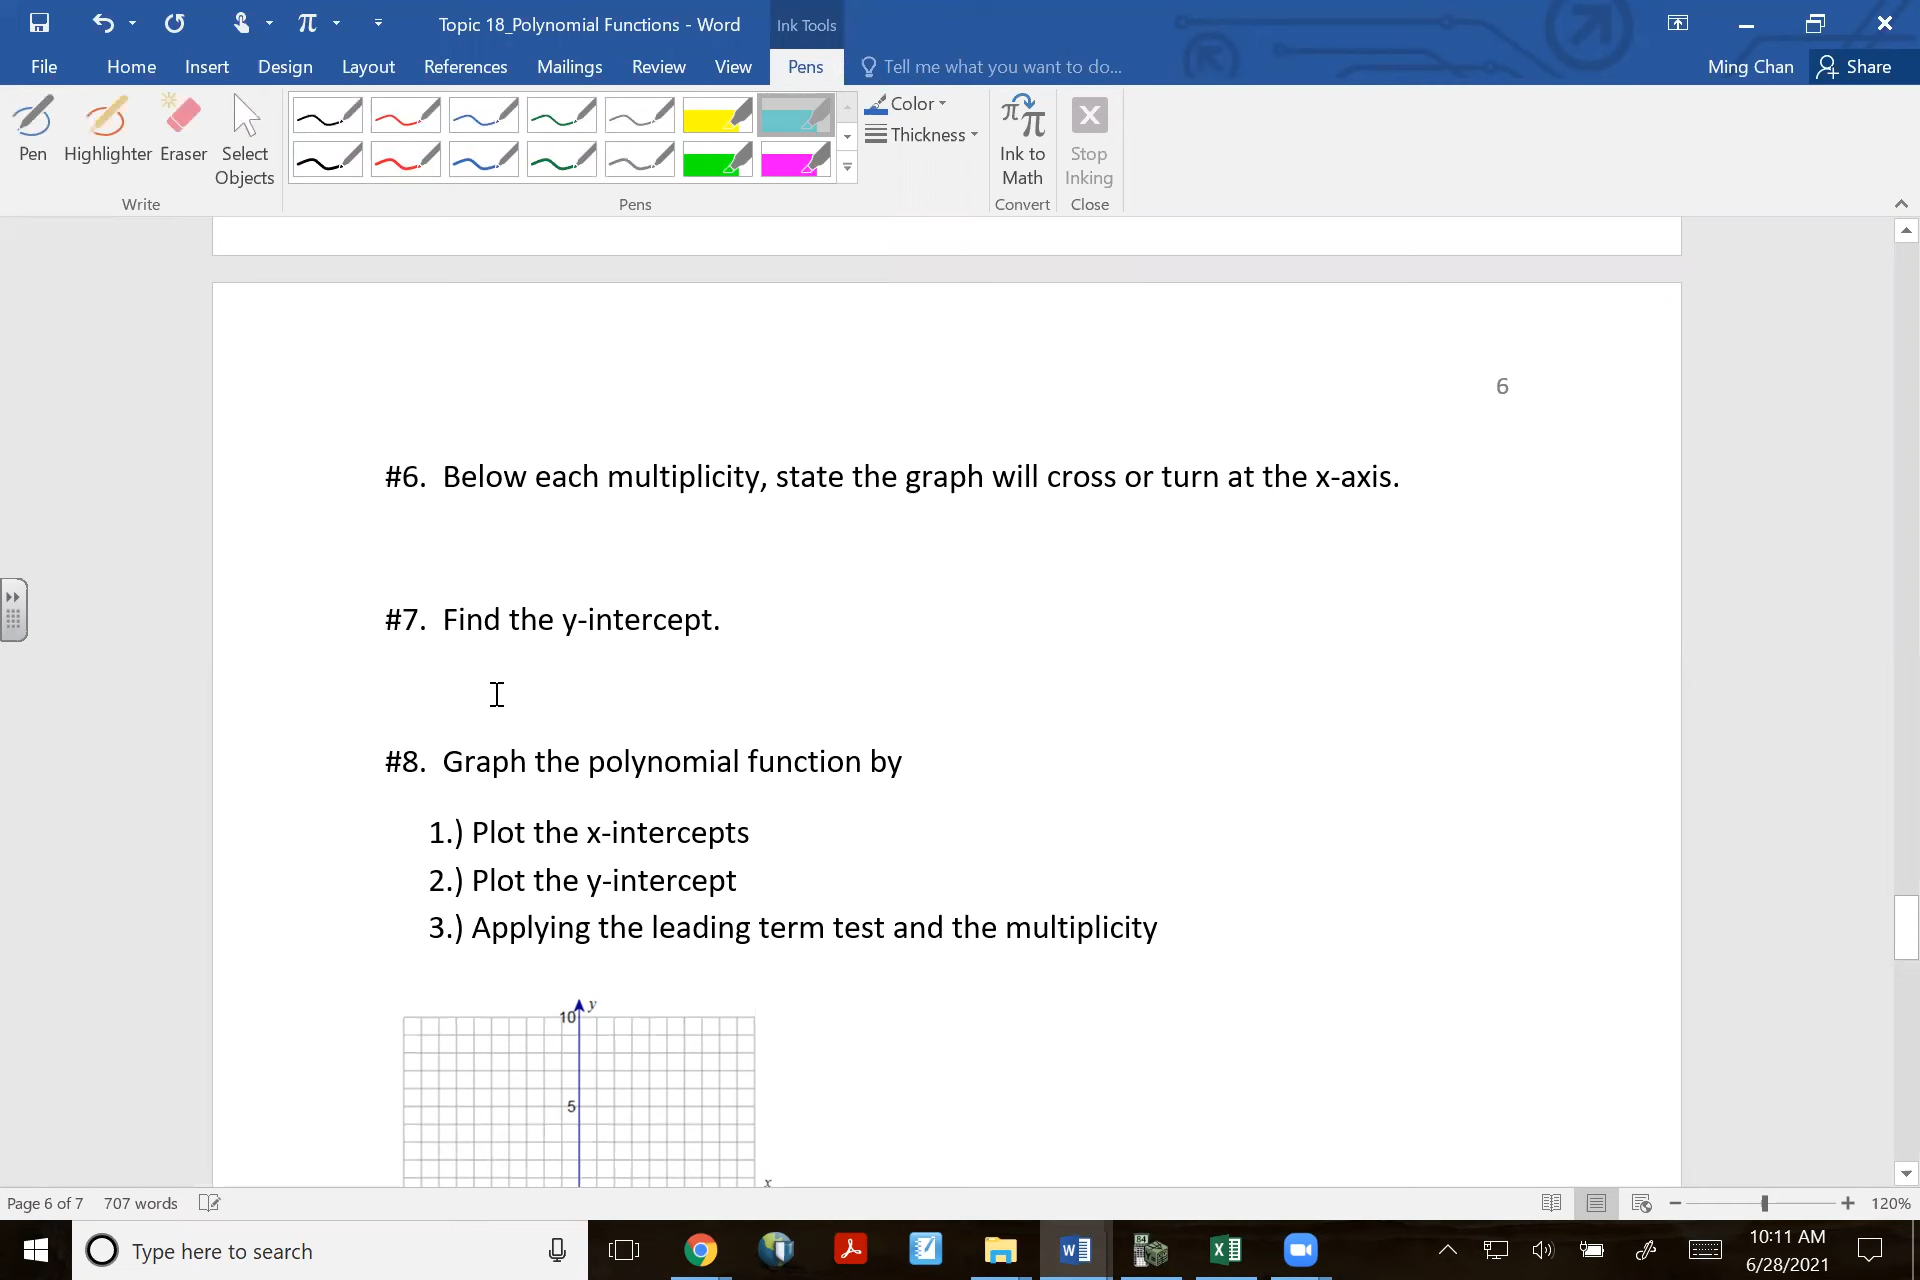 Topic 18_Polynomial Functions - Word
Ink Tools
File Home Insert Design Layout References Mailings Review View Pens Tell me what you want to do... Ming Chan Share
Pen Highlighter Eraser Select Objects
Color
Thickness
Ink to Math
Stop Inking
Write Pens Convert Close
6
#6. Below each multiplicity, state the graph will cross or turn at the x-axis.
#7. Find the y-intercept.
#8. Graph the polynomial function by
1.) Plot the x-intercepts
2.) Plot the y-intercept
3.) Applying the leading term test and the multiplicity
y
10
5
x
Page 6 of 7 707 words 120%
Type here to search
84
10:11 AM
6/28/2021